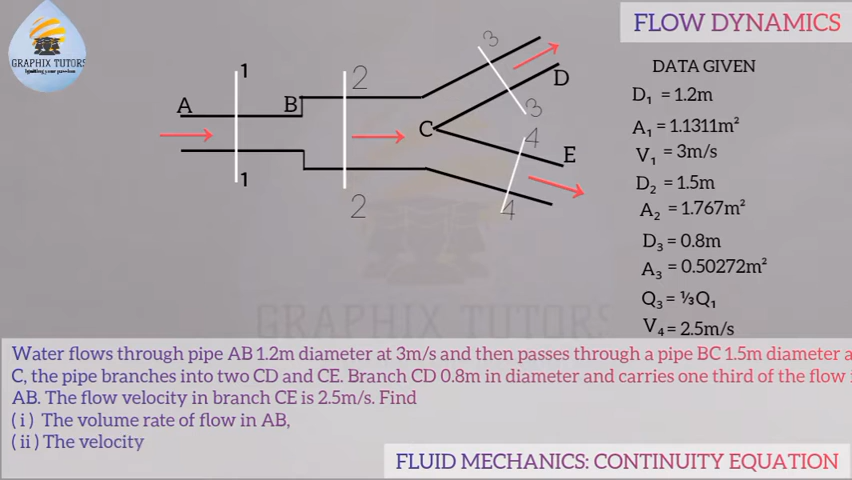 FLOW DYNAMICS
GRAPHIX TUTORS
Igniting your passion
DATA GIVEN
D₁ = 1.2m
A₁ = 1.1311m²
V₁ = 3m/s
D₂ = 1.5m
A₂ = 1.767m²
D₃ = 0.8m
A₃ = 0.50272m²
Q₃ = ⅓Q₁
V₄ = 2.5m/s
1
2
3
A
B
D
C
3
4
E
1
2
4
GRAPHIX TUTORS
Water flows through pipe AB 1.2m diameter at 3m/s and then passes through a pipe BC 1.5m diameter a
C, the pipe branches into two CD and CE. Branch CD 0.8m in diameter and carries one third of the flow i
AB. The flow velocity in branch CE is 2.5m/s. Find
( i ) The volume rate of flow in AB,
( ii ) The velocity
FLUID MECHANICS: CONTINUITY EQUATION